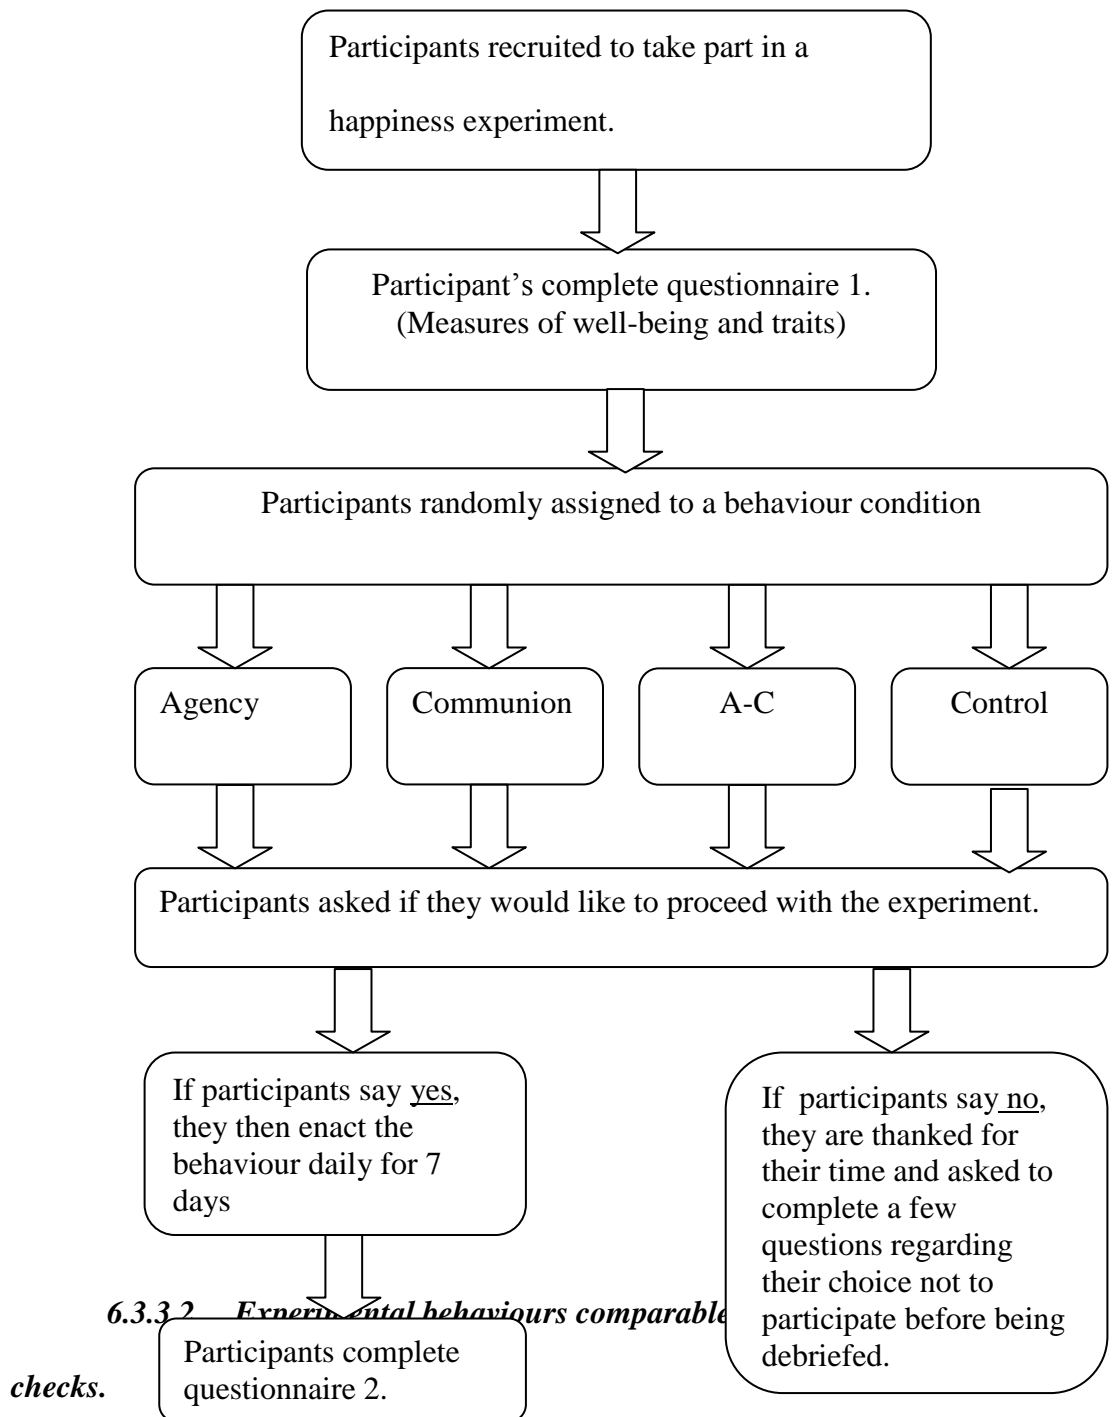 Participants recruited to take part in a
happiness experiment.
Participant’s complete questionnaire 1.
(Measures of well-being and traits)
Participants randomly assigned to a behaviour condition
Agency
Communion
A-C
Control
Participants asked if they would like to proceed with the experiment.
If participants say yes,
they then enact the
behaviour daily for 7
days
If participants say no,
they are thanked for
their time and asked to
complete a few
questions regarding
their choice not to
participate before being
debriefed.
6.3.3.2 Experimental behaviours comparable
checks.
Participants complete
questionnaire 2.